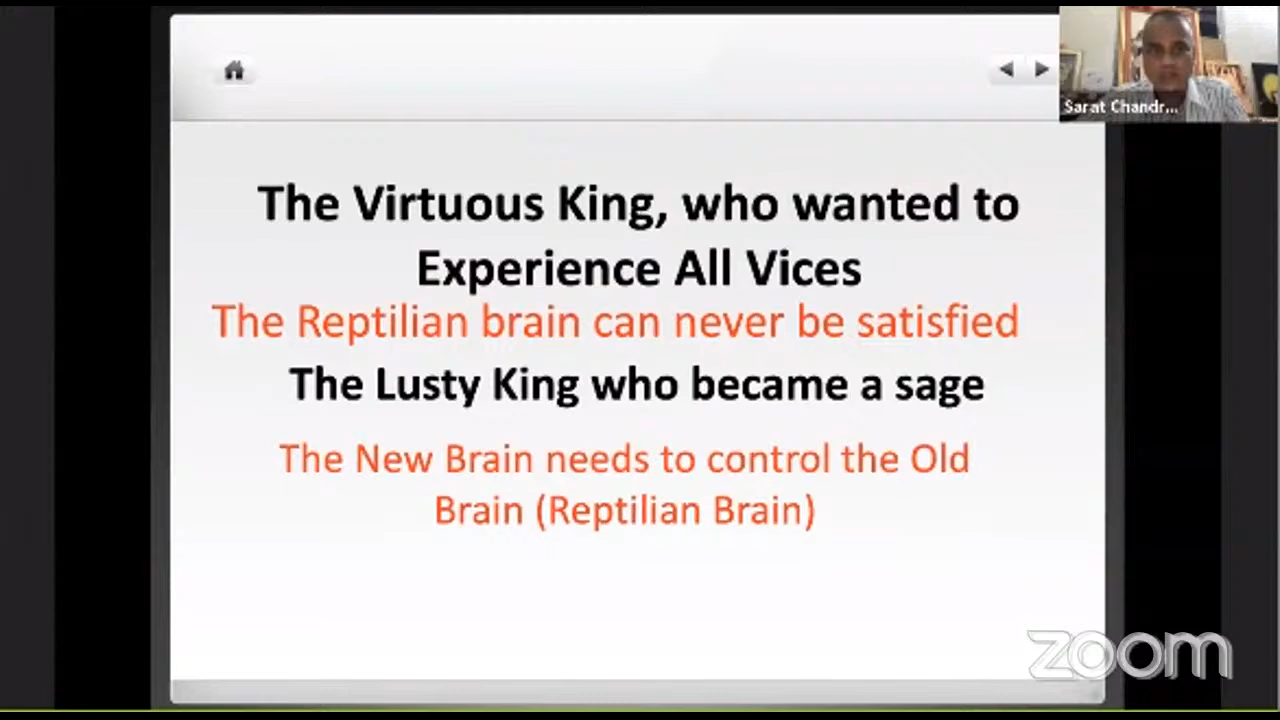 Sarat Chandr...
The Virtuous King, who wanted to
Experience All Vices
The Reptilian brain can never be satisfied
The Lusty King who became a sage
The New Brain needs to control the Old
Brain (Reptilian Brain)
zoom